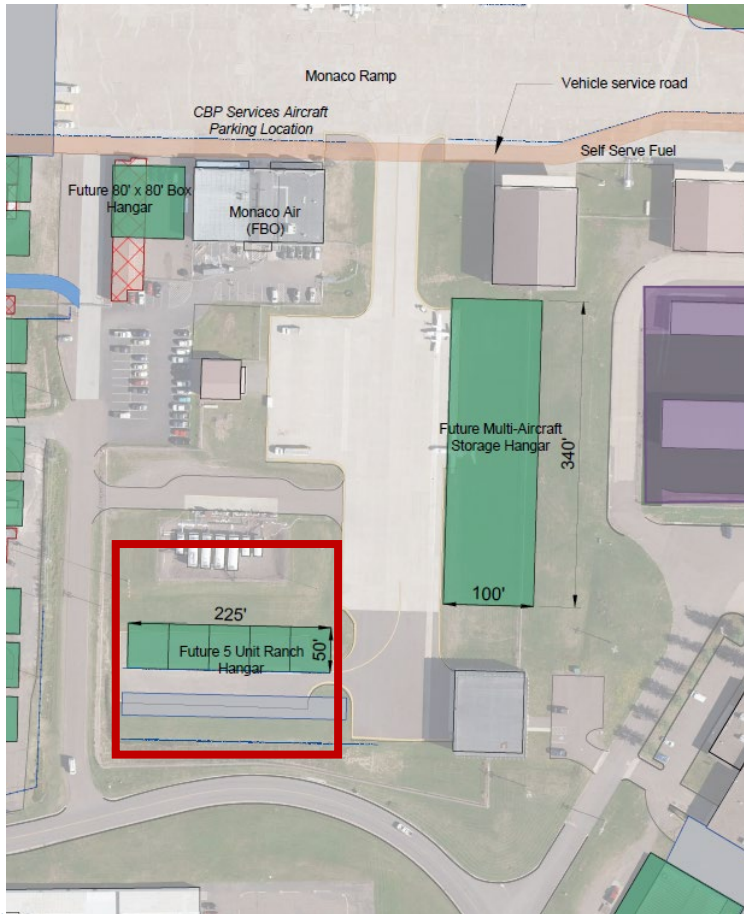 Monaco Ramp
Vehicle service road
CBP Services Aircraft
Parking Location
Self Serve Fuel
Future 80' x 80' Box
Hangar
Monaco Air
(FBO)
Future Multi-Aircraft
Storage Hangar
340'
100'
225'
50'
Future 5 Unit Ranch
Hangar